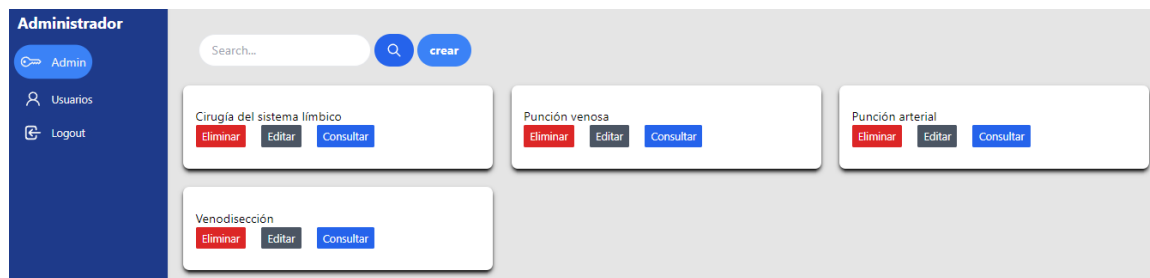 Administrador
Admin
Usuarios
Logout
Search...
crear
Cirugía del sistema límbico
Eliminar Editar Consultar
Punción venosa
Eliminar Editar Consultar
Punción arterial
Eliminar Editar Consultar
Venodisección
Eliminar Editar Consultar